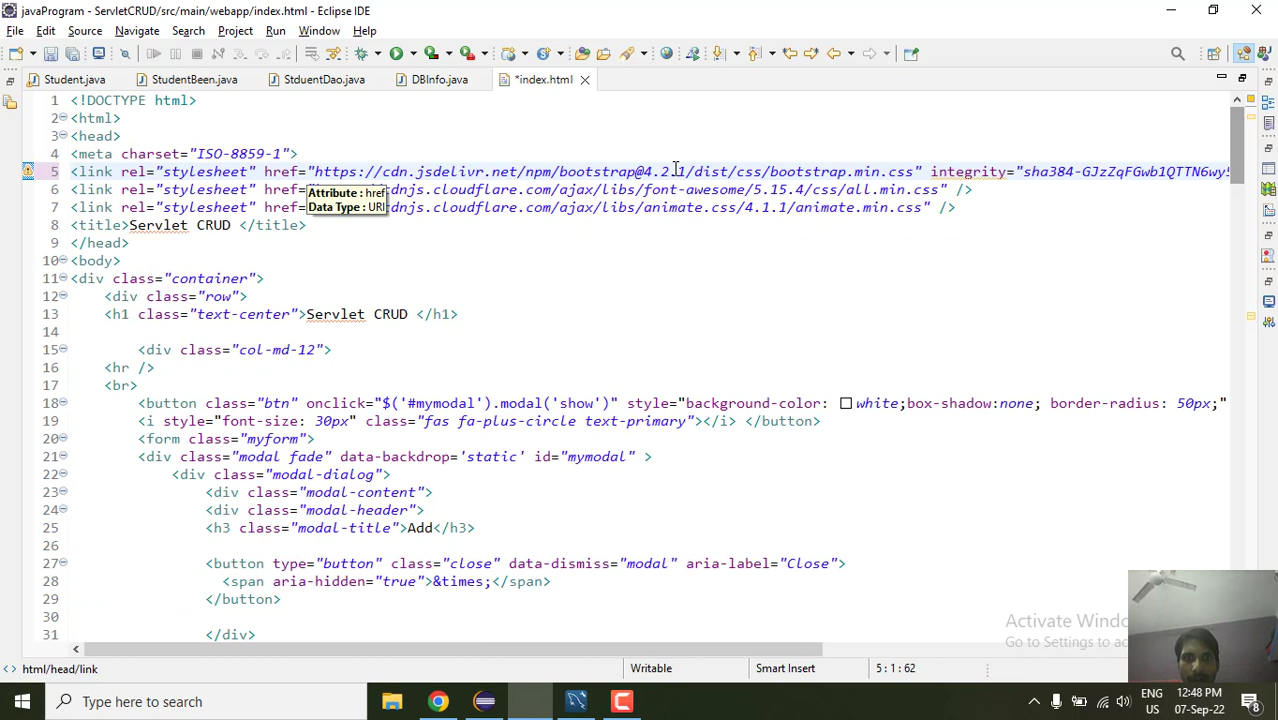 javaProgram - ServletCRUD/src/main/webapp/index.html - Eclipse IDE
File Edit Source Refactor Navigate Search Project Run Window Help
Student.java StudentBeen.java StduentDao.java DBInfo.java *index.html
1 <!DOCTYPE html>
2 <html>
3 <head>
4 <meta charset="ISO-8859-1">
5 <link rel="stylesheet" href="https://cdn.jsdelivr.net/npm/bootstrap@4.2.1/dist/css/bootstrap.min.css" integrity="sha384-GJzZqFGwb1QTTN6wy5
6 <link rel="stylesheet" href= djs.cloudflare.com/ajax/libs/font-awesome/5.15.4/css/all.min.css" />
Attribute : href
7 <link rel="stylesheet" href= djs.cloudflare.com/ajax/libs/animate.css/4.1.1/animate.min.css" />
Data Type : URI
8 <title>Servlet CRUD </title>
9 </head>
10 <body>
11 <div class="container">
12 <div class="row">
13 <h1 class="text-center">Servlet CRUD </h1>
14
15 <div class="col-md-12">
16 <hr />
17 <br>
18 <button class="btn" onclick="$('#mymodal').modal('show')" style="background-color: white;box-shadow:none; border-radius: 50px;"
19 <i style="font-size: 30px" class="fas fa-plus-circle text-primary"></i> </button>
20 <form class="myform">
21 <div class="modal fade" data-backdrop='static' id="mymodal" >
22 <div class="modal-dialog">
23 <div class="modal-content">
24 <div class="modal-header">
25 <h3 class="modal-title">Add</h3>
26
27 <button type="button" class="close" data-dismiss="modal" aria-label="Close">
28 <span aria-hidden="true">&times;</span>
29 </button>
30
31 </div>
Activate Windo
Go to Settings to ac
html/head/link Writable Smart Insert 5 : 1 : 62
Type here to search
ENG US
12:48 PM
07-Sep-22
8